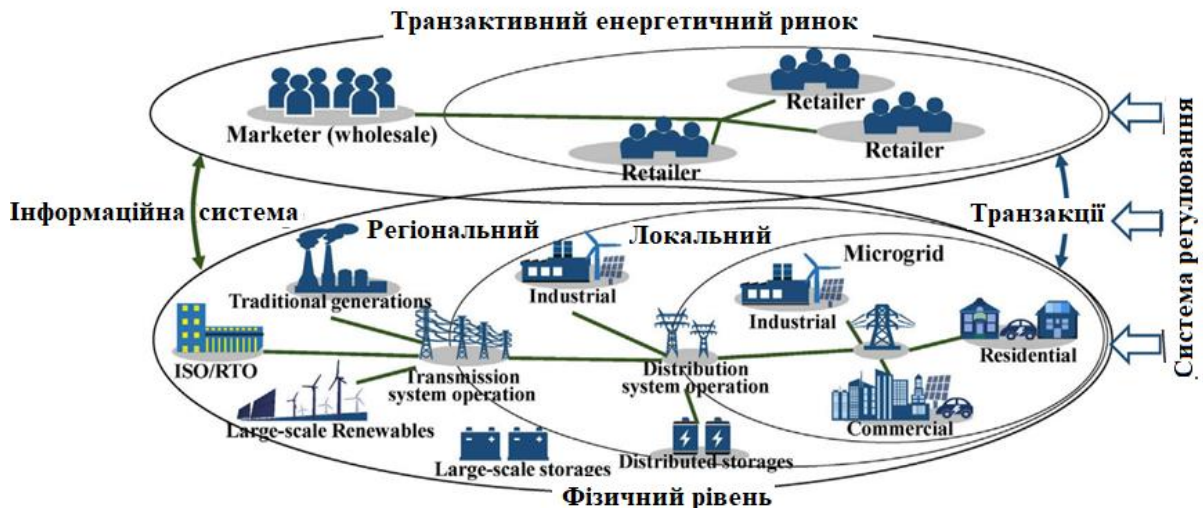 Транзактивний енергетичний ринок
Retailer
Marketer (wholesale)
Retailer
Retailer
Інформаційна система
Транзакції
Система регулювання
Регіональний
Локальний
Microgrid
Traditional generations
Industrial
Industrial
ISO/RTO
Transmission
system operation
Distribution
system operation
Residential
Large-scale Renewables
Commercial
Large-scale storages
Distributed storages
Фізичний рівень